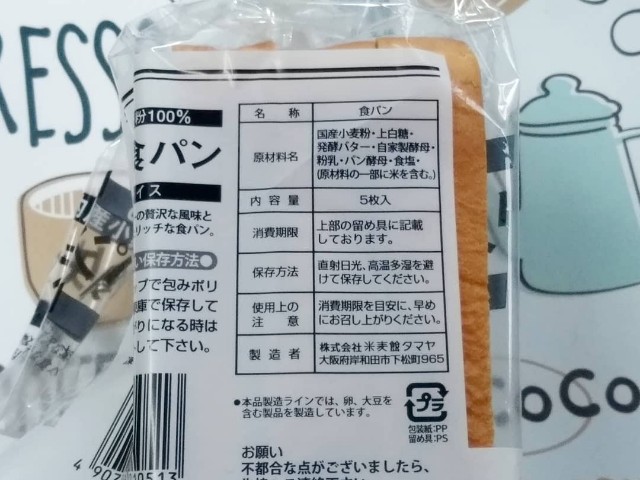 RESS
分100%
食パン
イス
の贅沢な風味と
リッチな食パン。
い保存方法
プで包みポリ
庫で保存して
りになる時は
して下さい。
名 称 食パン
原材料名 国産小麦粉・上白糖・
発酵バター・自家製酵母・
粉乳・パン酵母・食塩・
(原材料の一部に米を含む。)
内容量 5枚入
消費期限 上部の留め具に記載
しております。
保存方法 直射日光、高温多湿を避
けて保存してください。
使用上の 消費期限を目安に、早め
注 意 にお召し上がりください。
製造者 株式会社米麦館タマヤ
大阪府岸和田市下松町965
●本品製造ラインでは、卵、大豆を
含む製品を製造しています。
プラ
包装紙:PP
留め具:PS
お願い
不都合な点がございましたら、
oCo